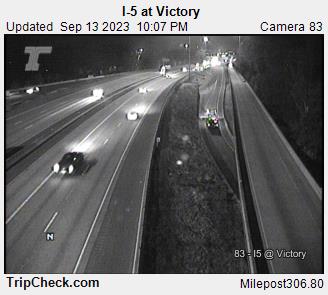 I-5 at Victory
Updated Sep 13 2023 10:07 PM Camera 83
T
N
83 - I5 @ Victory
TripCheck.com Milepost306.80